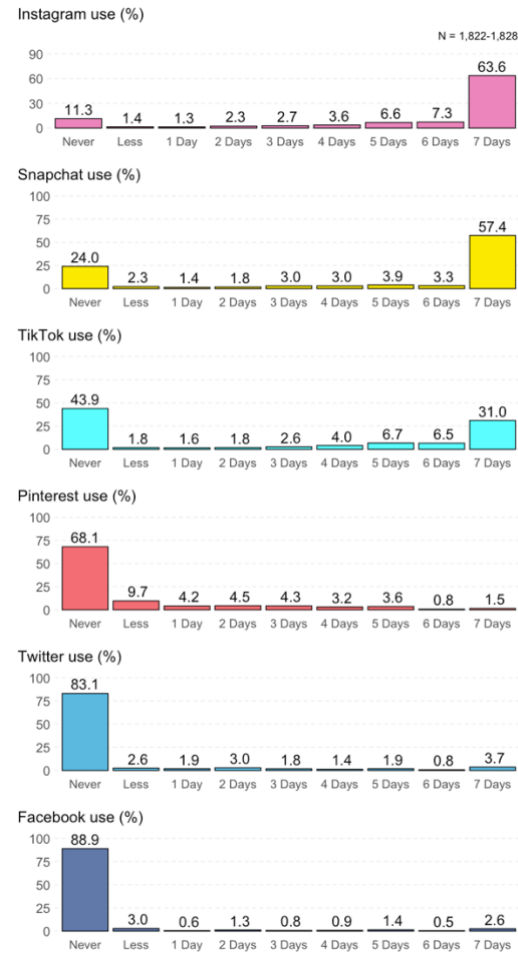 Instagram use (%)
N = 1,822-1,828
90
60
30
0
11.3 1.4 1.3 2.3 2.7 3.6 6.6 7.3 63.6
Never Less 1 Day 2 Days 3 Days 4 Days 5 Days 6 Days 7 Days
Snapchat use (%)
100
75
50
25
0
24.0 2.3 1.4 1.8 3.0 3.0 3.9 3.3 57.4
Never Less 1 Day 2 Days 3 Days 4 Days 5 Days 6 Days 7 Days
TikTok use (%)
100
75
50
25
0
43.9 1.8 1.6 1.8 2.6 4.0 6.7 6.5 31.0
Never Less 1 Day 2 Days 3 Days 4 Days 5 Days 6 Days 7 Days
Pinterest use (%)
100
75
50
25
0
68.1 9.7 4.2 4.5 4.3 3.2 3.6 0.8 1.5
Never Less 1 Day 2 Days 3 Days 4 Days 5 Days 6 Days 7 Days
Twitter use (%)
100
75
50
25
0
83.1 2.6 1.9 3.0 1.8 1.4 1.9 0.8 3.7
Never Less 1 Day 2 Days 3 Days 4 Days 5 Days 6 Days 7 Days
Facebook use (%)
100
75
50
25
0
88.9 3.0 0.6 1.3 0.8 0.9 1.4 0.5 2.6
Never Less 1 Day 2 Days 3 Days 4 Days 5 Days 6 Days 7 Days